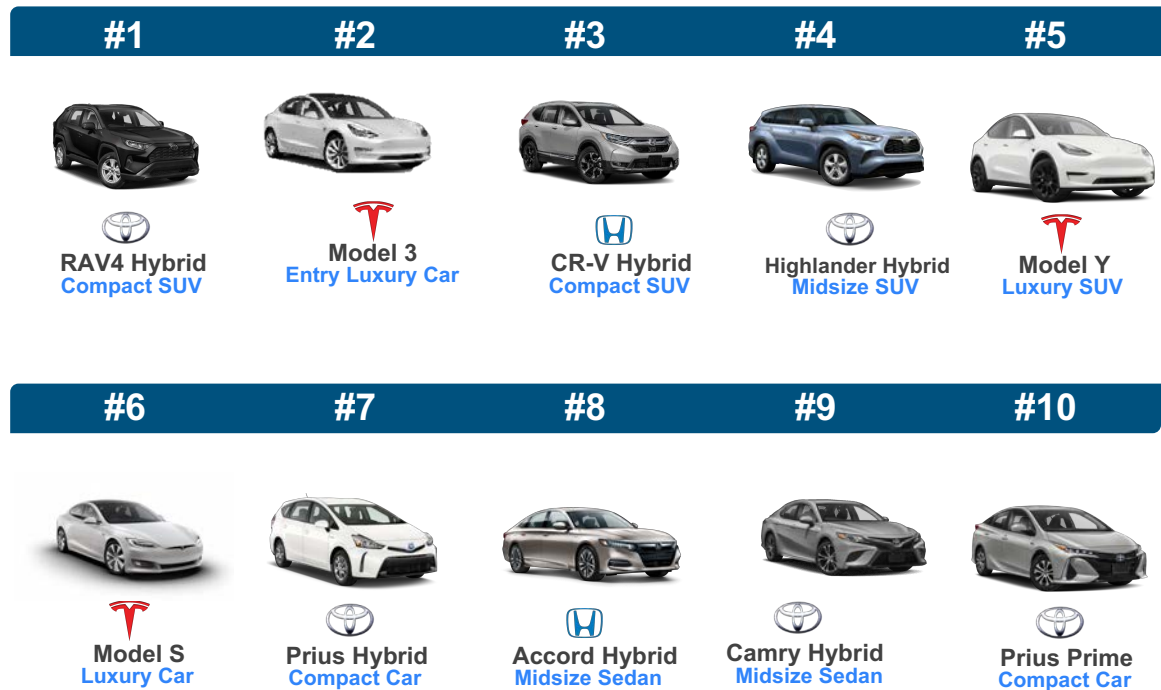 #1 #2 #3 #4 #5
RAV4 Hybrid
Compact SUV
Model 3
Entry Luxury Car
CR-V Hybrid
Compact SUV
Highlander Hybrid
Midsize SUV
Model Y
Luxury SUV
#6 #7 #8 #9 #10
Model S
Luxury Car
Prius Hybrid
Compact Car
Accord Hybrid
Midsize Sedan
Camry Hybrid
Midsize Sedan
Prius Prime
Compact Car